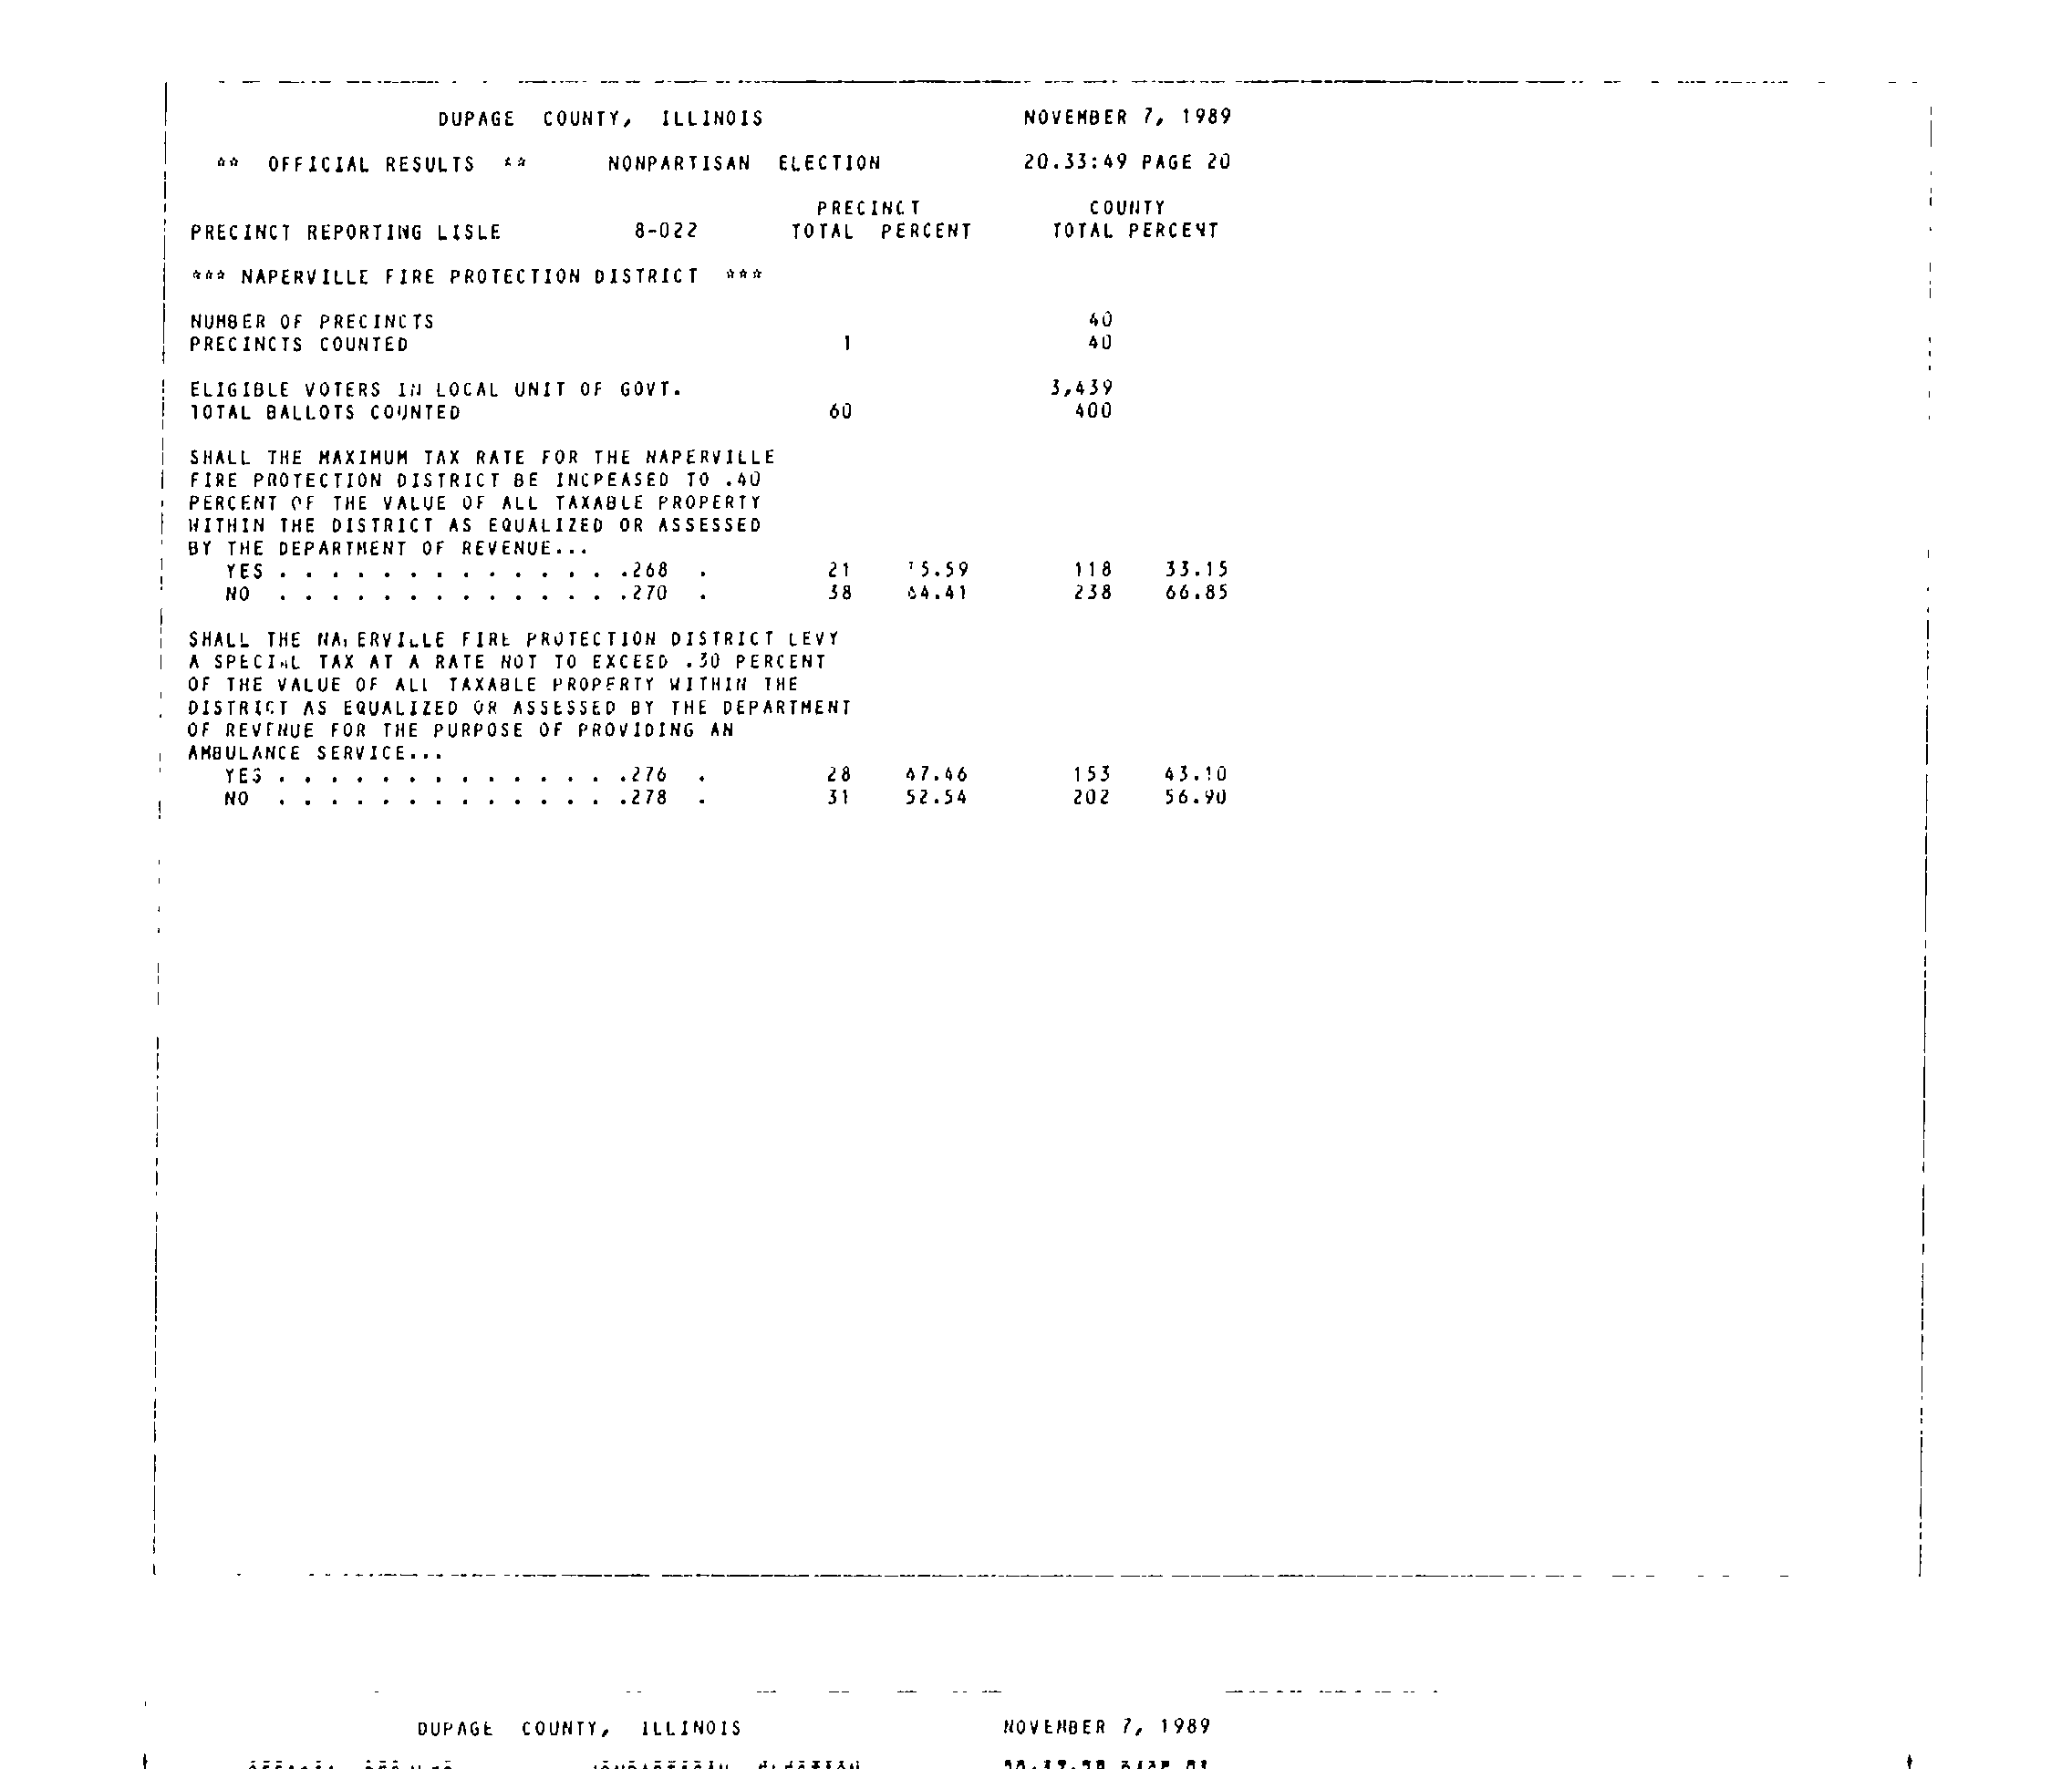 DUPAGE COUNTY, ILLINOIS NOVEMBER 7, 1989
** OFFICIAL RESULTS ** NONPARTISAN ELECTION 20.33:49 PAGE 20
PRECINCT COUNTY
PRECINCT REPORTING LISLE 8-022 TOTAL PERCENT TOTAL PERCENT
*** NAPERVILLE FIRE PROTECTION DISTRICT ***
NUMBER OF PRECINCTS 40
PRECINCTS COUNTED 1 40
ELIGIBLE VOTERS IN LOCAL UNIT OF GOVT. 3,439
TOTAL BALLOTS COUNTED 60 400
SHALL THE MAXIMUM TAX RATE FOR THE NAPERVILLE
FIRE PROTECTION DISTRICT BE INCREASED TO .40
PERCENT OF THE VALUE OF ALL TAXABLE PROPERTY
WITHIN THE DISTRICT AS EQUALIZED OR ASSESSED
BY THE DEPARTMENT OF REVENUE...
YES . . . . . . . . . . . . . .268 . 21 35.59 118 33.15
NO . . . . . . . . . . . . . .270 . 38 64.41 238 66.85
SHALL THE NAPERVILLE FIRE PROTECTION DISTRICT LEVY
A SPECIAL TAX AT A RATE NOT TO EXCEED .30 PERCENT
OF THE VALUE OF ALL TAXABLE PROPERTY WITHIN THE
DISTRICT AS EQUALIZED OR ASSESSED BY THE DEPARTMENT
OF REVENUE FOR THE PURPOSE OF PROVIDING AN
AMBULANCE SERVICE...
YES . . . . . . . . . . . . . .276 . 28 47.46 153 43.10
NO . . . . . . . . . . . . . .278 . 31 52.54 202 56.90
DUPAGE COUNTY, ILLINOIS NOVEMBER 7, 1989